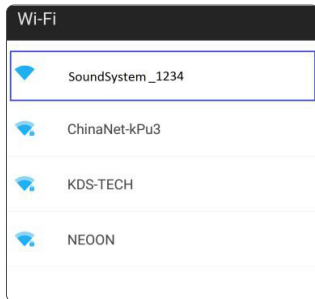 Wi-Fi
SoundSystem _1234
ChinaNet-kPu3
KDS-TECH
NEOON